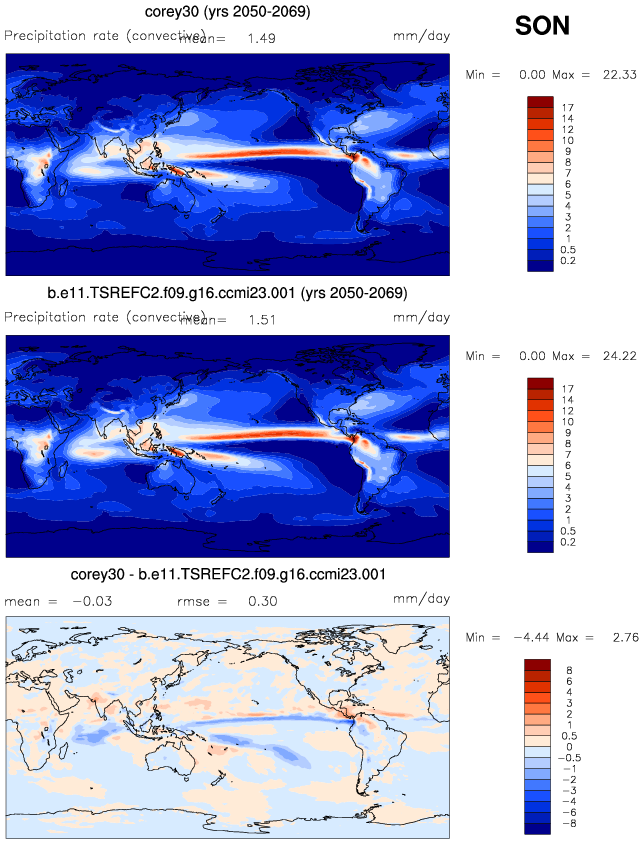 corey30 (yrs 2050-2069)
SON
Precipitation rate (convective)
mean= 1.49
mm/day
Min = 0.00 Max = 22.33
17
14
12
10
9
8
7
6
5
4
3
2
1
0.5
0.2
b.e11.TSREFC2.f09.g16.ccmi23.001 (yrs 2050-2069)
Precipitation rate (convective)
mean= 1.51
mm/day
Min = 0.00 Max = 24.22
17
14
12
10
9
8
7
6
5
4
3
2
1
0.5
0.2
corey30 - b.e11.TSREFC2.f09.g16.ccmi23.001
mean = -0.03
rmse = 0.30
mm/day
Min = -4.44 Max = 2.76
8
6
4
3
2
1
0.5
0
-0.5
-1
-2
-3
-4
-6
-8